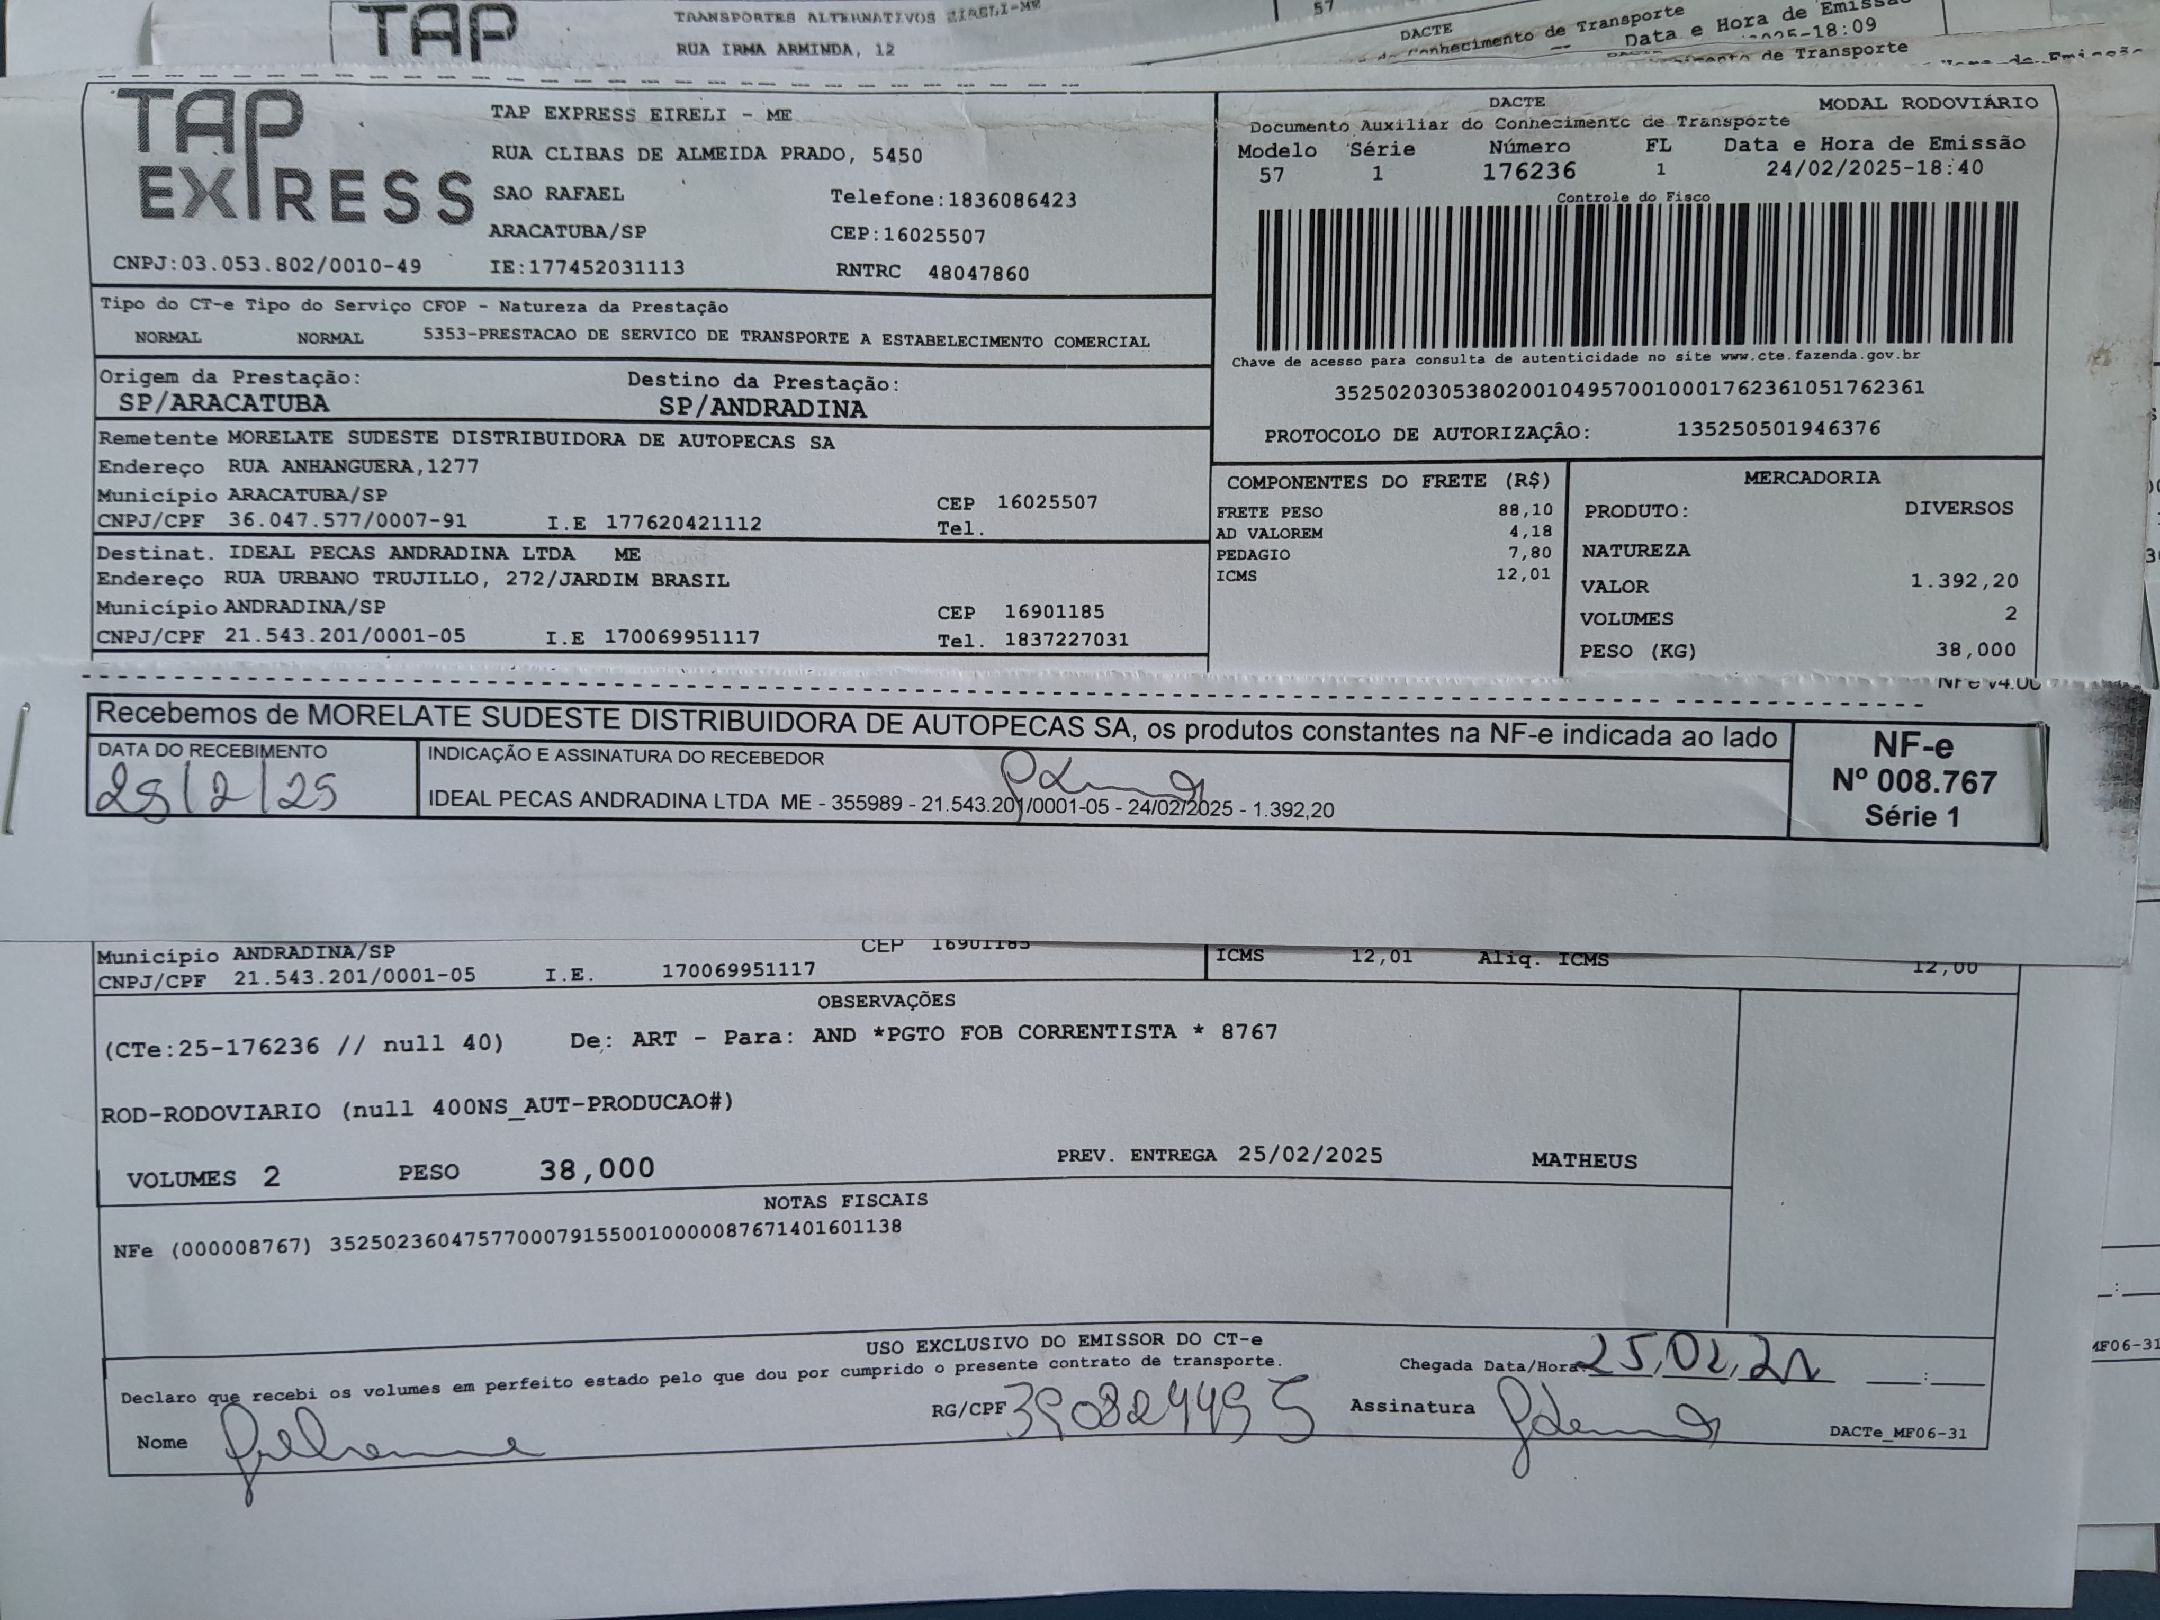 TAP
TRANSPORTES ALTERNATIVOS EIRELI-ME
RUA IRMA ARMINDA, 12
57
DACTE
Conhecimento de Transporte
Data e Hora de Emissão
-18:09
de Transporte
TAP
EXPRESS
TAP EXPRESS EIRELI - ME
RUA CLIBAS DE ALMEIDA PRADO, 5450
SAO RAFAEL Telefone:1836086423
ARACATUBA/SP CEP:16025507
CNPJ:03.053.802/0010-49 IE:177452031113 RNTRC 48047860
DACTE MODAL RODOVIÁRIO
Documento Auxiliar do Conhecimento de Transporte
Modelo Série Número FL Data e Hora de Emissão
57 1 176236 1 24/02/2025-18:40
Controle do Fisco
Chave de acesso para consulta de autenticidade no site www.cte.fazenda.gov.br
35250203053802001049570010001762361051762361
PROTOCOLO DE AUTORIZAÇÂO: 135250501946376
Tipo do CT-e Tipo do Serviço CFOP - Natureza da Prestação
NORMAL NORMAL 5353-PRESTACAO DE SERVICO DE TRANSPORTE A ESTABELECIMENTO COMERCIAL
Origem da Prestação: Destino da Prestação:
SP/ARACATUBA SP/ANDRADINA
Remetente MORELATE SUDESTE DISTRIBUIDORA DE AUTOPECAS SA
Endereço RUA ANHANGUERA,1277
Município ARACATUBA/SP CEP 16025507
CNPJ/CPF 36.047.577/0007-91 I.E 177620421112 Tel.
Destinat. IDEAL PECAS ANDRADINA LTDA ME
Endereço RUA URBANO TRUJILLO, 272/JARDIM BRASIL
Município ANDRADINA/SP CEP 16901185
CNPJ/CPF 21.543.201/0001-05 I.E 170069951117 Tel. 1837227031
COMPONENTES DO FRETE (R$)
FRETE PESO 88,10
AD VALOREM 4,18
PEDAGIO 7,80
ICMS 12,01
MERCADORIA
PRODUTO: DIVERSOS
NATUREZA
VALOR 1.392,20
VOLUMES 2
PESO (KG) 38,000
NFe v4.00
Recebemos de MORELATE SUDESTE DISTRIBUIDORA DE AUTOPECAS SA, os produtos constantes na NF-e indicada ao lado
DATA DO RECEBIMENTO INDICAÇÃO E ASSINATURA DO RECEBEDOR
25/2/25
IDEAL PECAS ANDRADINA LTDA ME - 355989 - 21.543.201/0001-05 - 24/02/2025 - 1.392,20
NF-e
Nº 008.767
Série 1
Município ANDRADINA/SP CEP 16901185
CNPJ/CPF 21.543.201/0001-05 I.E. 170069951117
ICMS 12,01 Aliq. ICMS 12,00
OBSERVAÇÕES
(CTe:25-176236 // null 40) De: ART - Para: AND *PGTO FOB CORRENTISTA * 8767
ROD-RODOVIARIO (null 400NS_AUT-PRODUCAO#)
VOLUMES 2 PESO 38,000 PREV. ENTREGA 25/02/2025 MATHEUS
NOTAS FISCAIS
NFe (000008767) 35250236047577000791550010000087671401601138
USO EXCLUSIVO DO EMISSOR DO CT-e
Declaro que recebi os volumes em perfeito estado pelo que dou por cumprido o presente contrato de transporte.
Chegada Data/Hora: 25,02, __:__
Nome RG/CPF Assinatura
DACTe_MF06-31
MF06-31